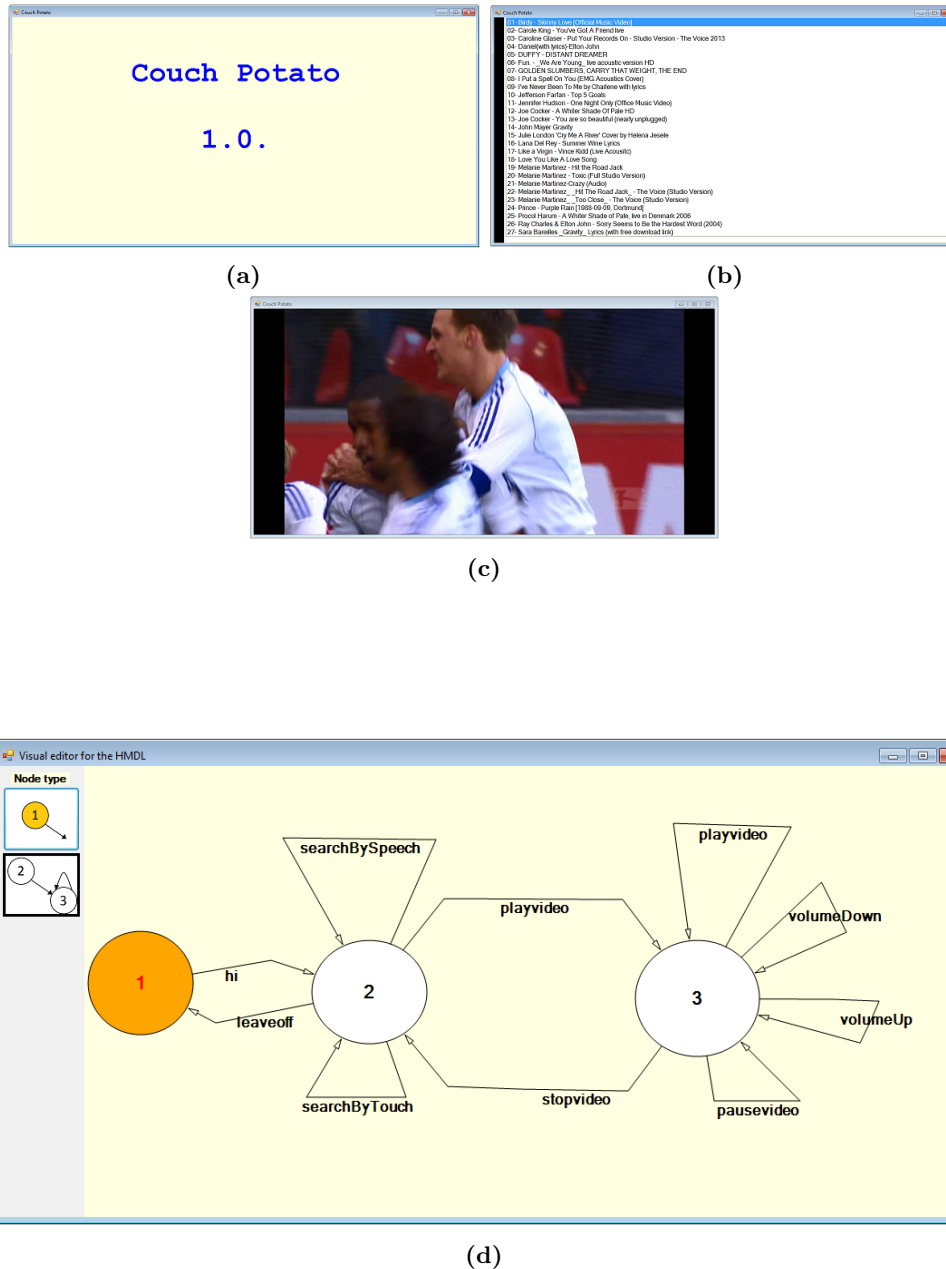 Couch Potato
Couch Potato
1.0.
(a)
Couch Potato
01- Birdy - Skinny Love [Official Music Video]
02- Carole King - You've Got A Friend live
03- Caroline Glaser - Put Your Records On - Studio Version - The Voice 2013
04- Daniel(with lyrics)-Elton John
05- DUFFY - DISTANT DREAMER
06- Fun. - _We Are Young_ live acoustic version HD
07- GOLDEN SLUMBERS, CARRY THAT WEIGHT, THE END
08- I Put a Spell On You (EMG Acoustics Cover)
09- I've Never Been To Me by Charlene with lyrics
10- Jefferson Farfan - Top 5 Goals
11- Jennifer Hudson - One Night Only (Office Music Video)
12- Joe Cocker - A Whiter Shade Of Pale HD
13- Joe Cocker - You are so beautiful (nearly unplugged)
14- John Mayer Gravity
15- Julie London 'Cry Me A River' Cover by Helena Jesele
16- Lana Del Rey - Summer Wine Lyrics
17- Like a Virgin - Vince Kidd (Live Acousitc)
18- Love You Like A Love Song
19- Melanie Martinez - Hit the Road Jack
20- Melanie Martinez - Toxic (Full Studio Version)
21- Melanie Martinez-Crazy (Audio)
22- Melanie Martinez_ _Hit The Road Jack_ - The Voice (Studio Version)
23- Melanie Martinez_ _Too Close_ - The Voice (Studio Version)
24- Prince - Purple Rain [1988-09-09, Dortmund]
25- Procol Harum - A Whiter Shade of Pale, live in Denmark 2006
26- Ray Charles & Elton John - Sorry Seems to Be the Hardest Word (2004)
27- Sara Bareilles _Gravity_ Lyrics (with free download link)
(b)
Couch Potato
(c)
Visual editor for the HMDL
Node type
1
2
3
searchBySpeech
playvideo
playvideo
volumeDown
hi
1
2
3
leaveoff
volumeUp
searchByTouch
stopvideo
pausevideo
(d)